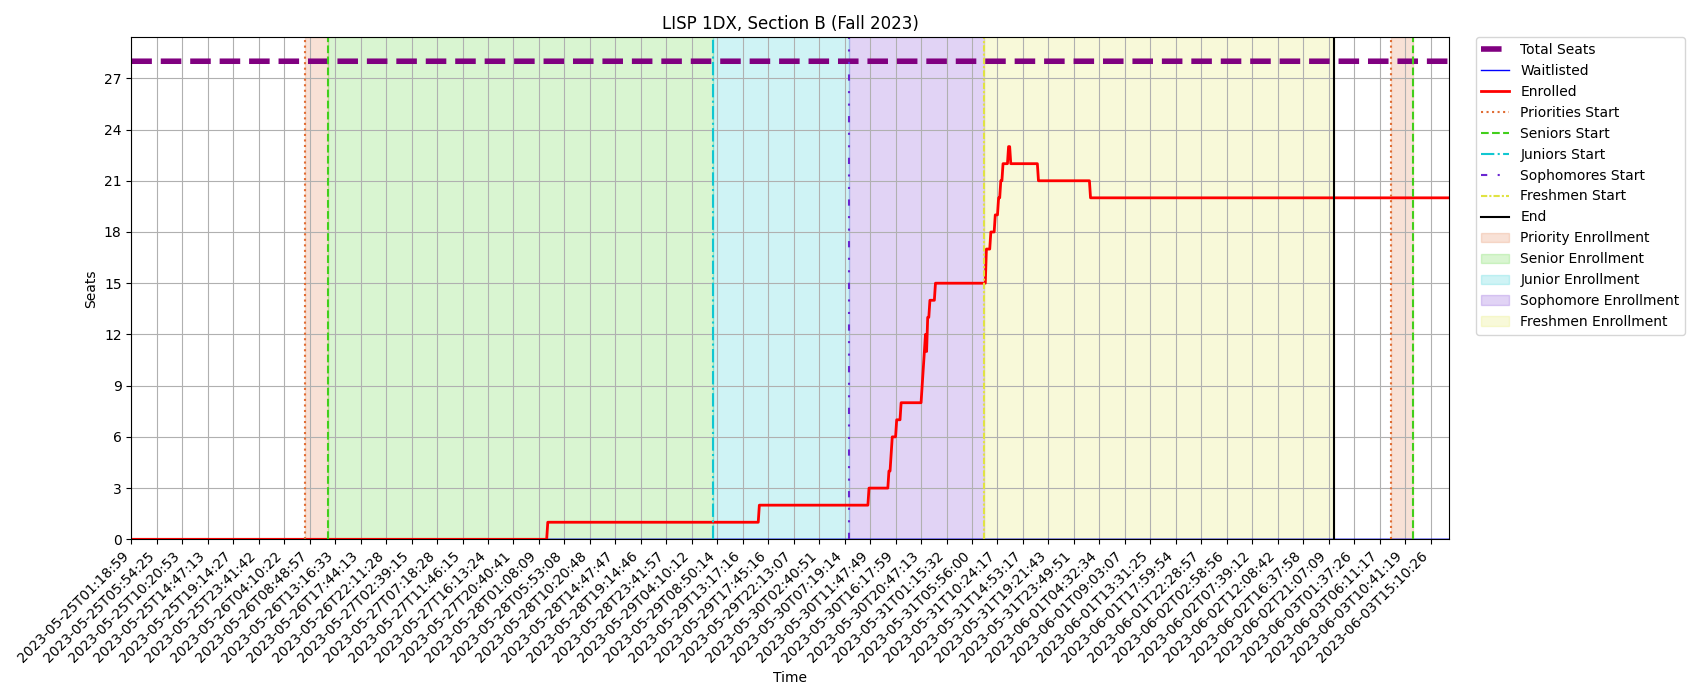 LISP 1DX, Section B (Fall 2023)
Seats
27
24
21
18
15
12
9
6
3
0
2023-05-25T01:18:59
2023-05-25T05:54:25
2023-05-25T10:20:53
2023-05-25T14:47:13
2023-05-25T19:14:27
2023-05-25T23:41:42
2023-05-26T04:10:22
2023-05-26T08:48:57
2023-05-26T13:16:33
2023-05-26T17:44:13
2023-05-26T22:11:28
2023-05-27T02:39:15
2023-05-27T07:18:28
2023-05-27T11:46:15
2023-05-27T16:13:24
2023-05-27T20:40:41
2023-05-28T01:08:09
2023-05-28T05:53:08
2023-05-28T10:20:48
2023-05-28T14:47:47
2023-05-28T19:14:46
2023-05-28T23:41:57
2023-05-29T04:10:12
2023-05-29T08:50:14
2023-05-29T13:17:16
2023-05-29T17:45:16
2023-05-29T22:13:07
2023-05-30T02:40:51
2023-05-30T07:19:14
2023-05-30T11:47:49
2023-05-30T16:17:59
2023-05-30T20:47:13
2023-05-31T01:15:32
2023-05-31T05:56:00
2023-05-31T10:24:17
2023-05-31T14:53:17
2023-05-31T19:21:43
2023-05-31T23:49:51
2023-06-01T04:32:34
2023-06-01T09:03:07
2023-06-01T13:31:25
2023-06-01T17:59:54
2023-06-01T22:28:57
2023-06-02T02:58:56
2023-06-02T07:39:12
2023-06-02T12:08:42
2023-06-02T16:37:58
2023-06-02T21:07:09
2023-06-03T01:37:26
2023-06-03T06:11:17
2023-06-03T10:41:19
2023-06-03T15:10:26
Time
Total Seats
Waitlisted
Enrolled
Priorities Start
Seniors Start
Juniors Start
Sophomores Start
Freshmen Start
End
Priority Enrollment
Senior Enrollment
Junior Enrollment
Sophomore Enrollment
Freshmen Enrollment